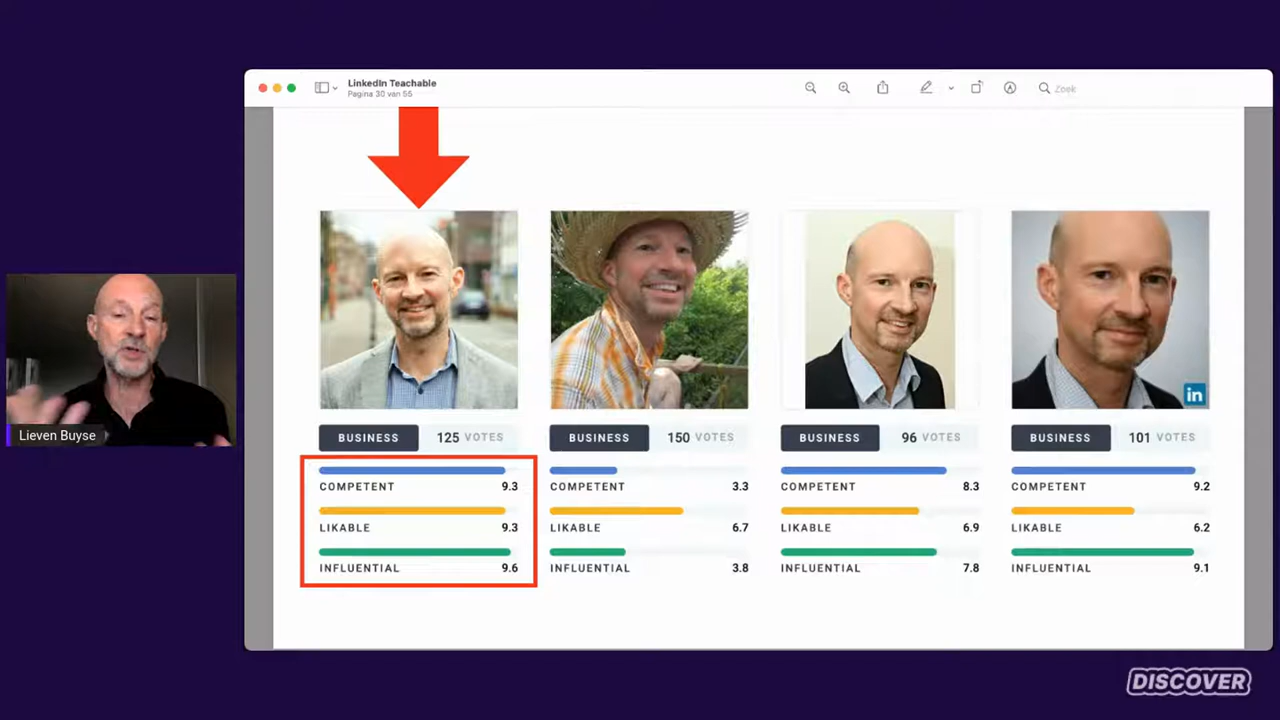 LinkedIn Teachable
Pagina 30 van 55
Zoek
in
BUSINESS 125 VOTES
BUSINESS 150 VOTES
BUSINESS 96 VOTES
BUSINESS 101 VOTES
COMPETENT 9.3
COMPETENT 3.3
COMPETENT 8.3
COMPETENT 9.2
LIKABLE 9.3
LIKABLE 6.7
LIKABLE 6.9
LIKABLE 6.2
INFLUENTIAL 9.6
INFLUENTIAL 3.8
INFLUENTIAL 7.8
INFLUENTIAL 9.1
Lieven Buyse
DISCOVER